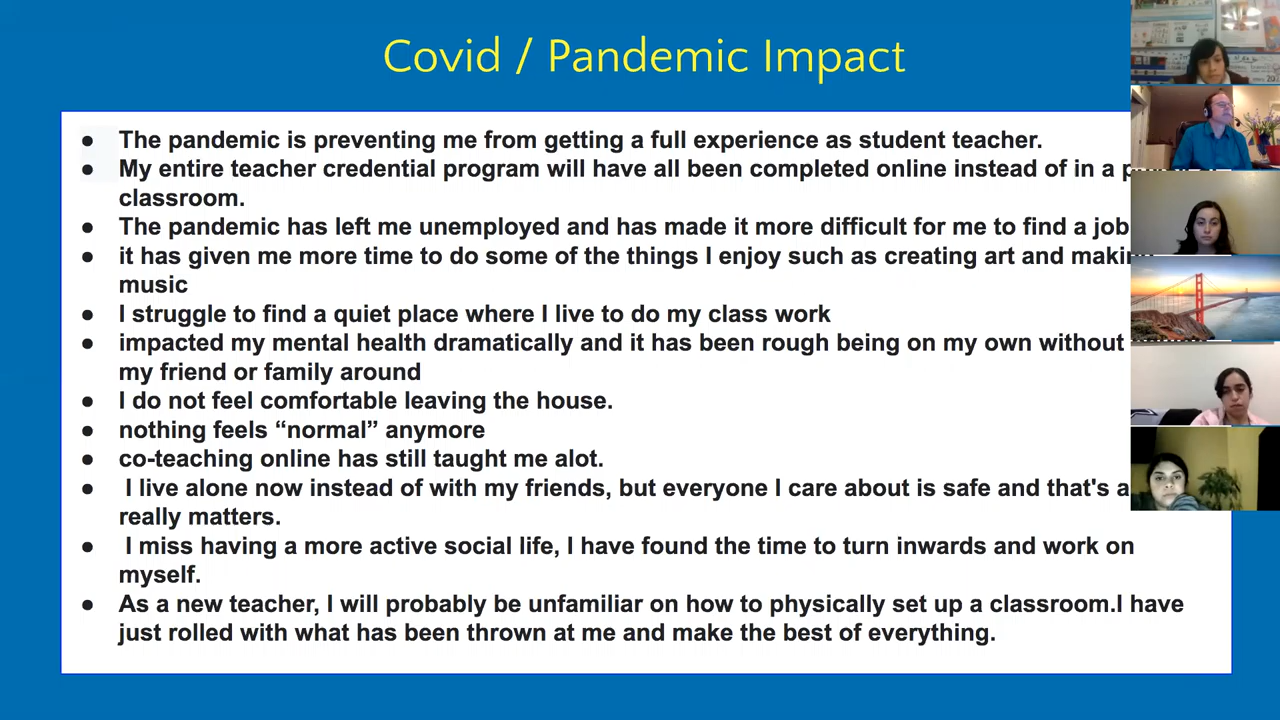 Covid / Pandemic Impact
● The pandemic is preventing me from getting a full experience as student teacher.
● My entire teacher credential program will have all been completed online instead of in a
classroom.
● The pandemic has left me unemployed and has made it more difficult for me to find a job
● it has given me more time to do some of the things I enjoy such as creating art and
music
● I struggle to find a quiet place where I live to do my class work
● impacted my mental health dramatically and it has been rough being on my own without
my friend or family around
● I do not feel comfortable leaving the house.
● nothing feels “normal” anymore
● co-teaching online has still taught me alot.
● I live alone now instead of with my friends, but everyone I care about is safe and that's
really matters.
● I miss having a more active social life, I have found the time to turn inwards and work on
myself.
● As a new teacher, I will probably be unfamiliar on how to physically set up a classroom.I have
just rolled with what has been thrown at me and make the best of everything.